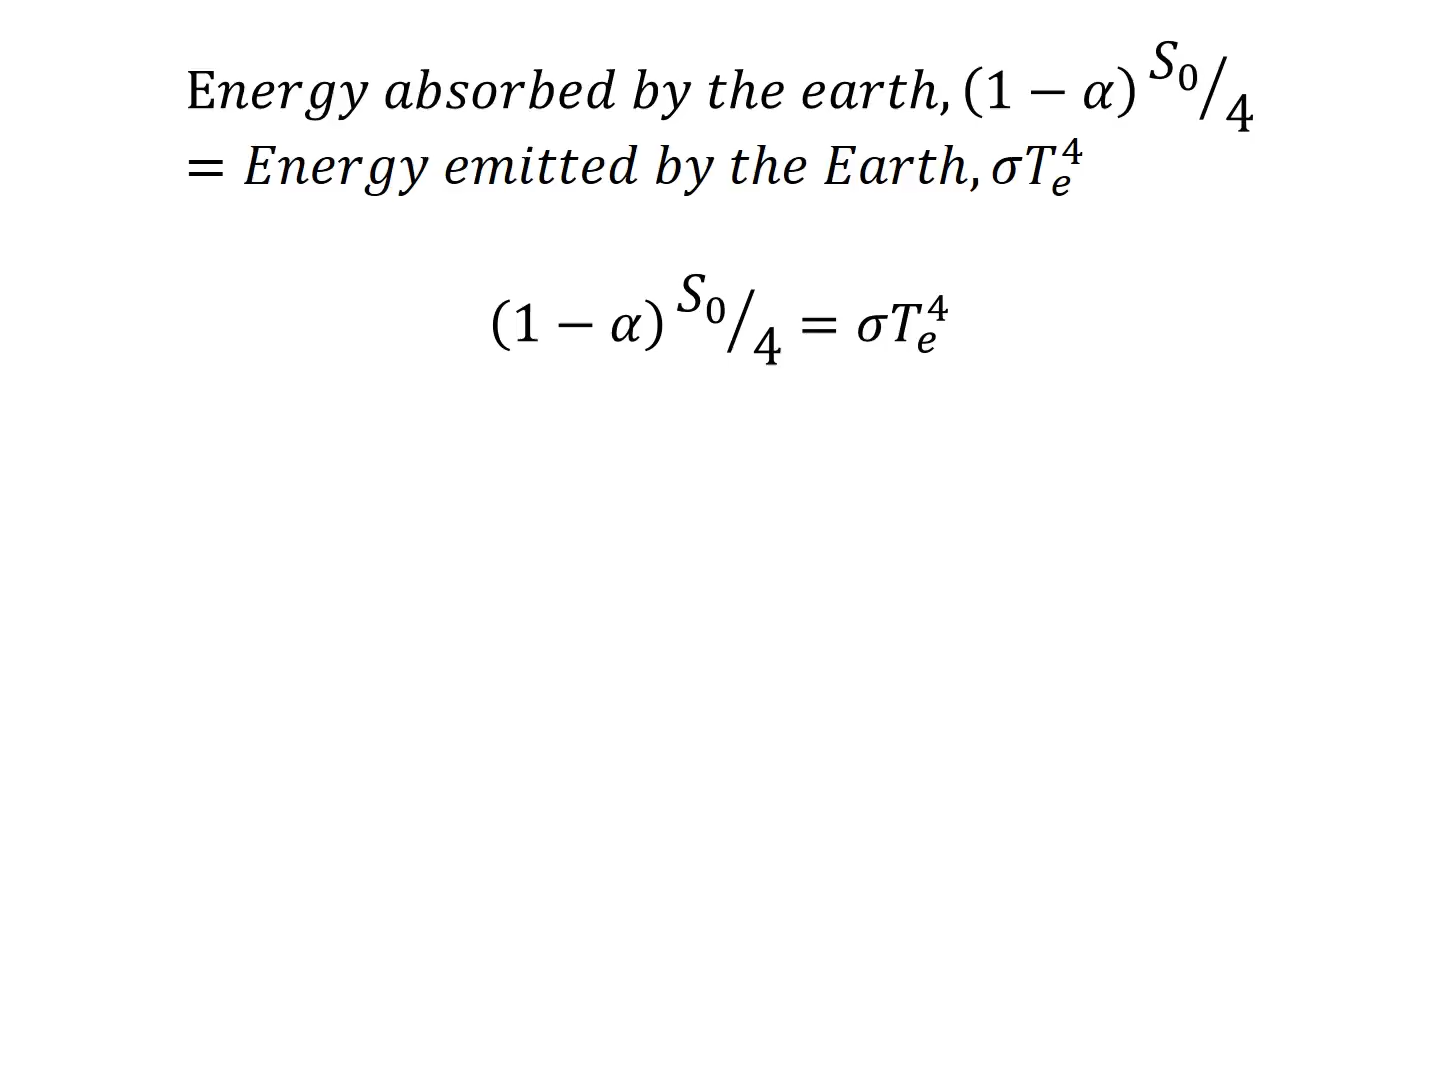 Energy absorbed by the earth, (1 − α) S₀/4
= Energy emitted by the Earth, σTₑ⁴
(1 − α) S₀/4 = σTₑ⁴